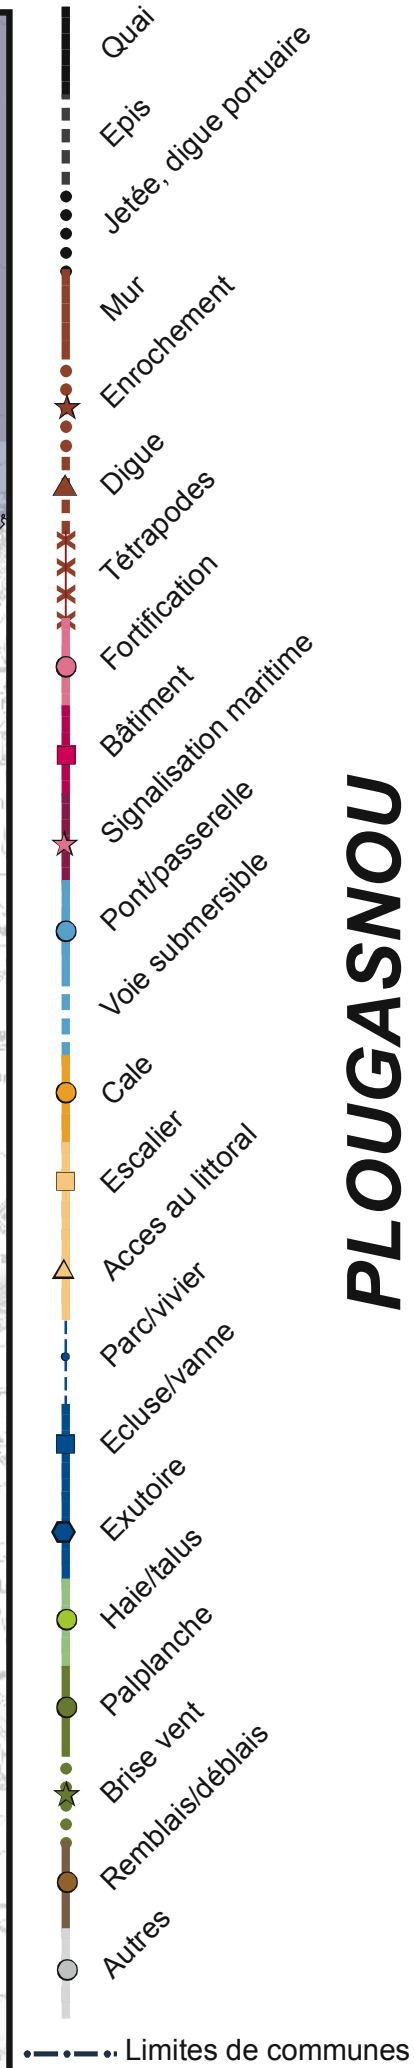 Quai
Epis
Jetée, digue portuaire
Mur
Enrochement
Digue
Tétrapodes
Fortification
Bâtiment
Signalisation maritime
Pont/passerelle
Voie submersible
Cale
Escalier
Acces au littoral
Parc/vivier
Ecluse/vanne
Exutoire
Haie/talus
Palplanche
Brise vent
Remblais/déblais
Autres
Limites de communes
PLOUGASNOU